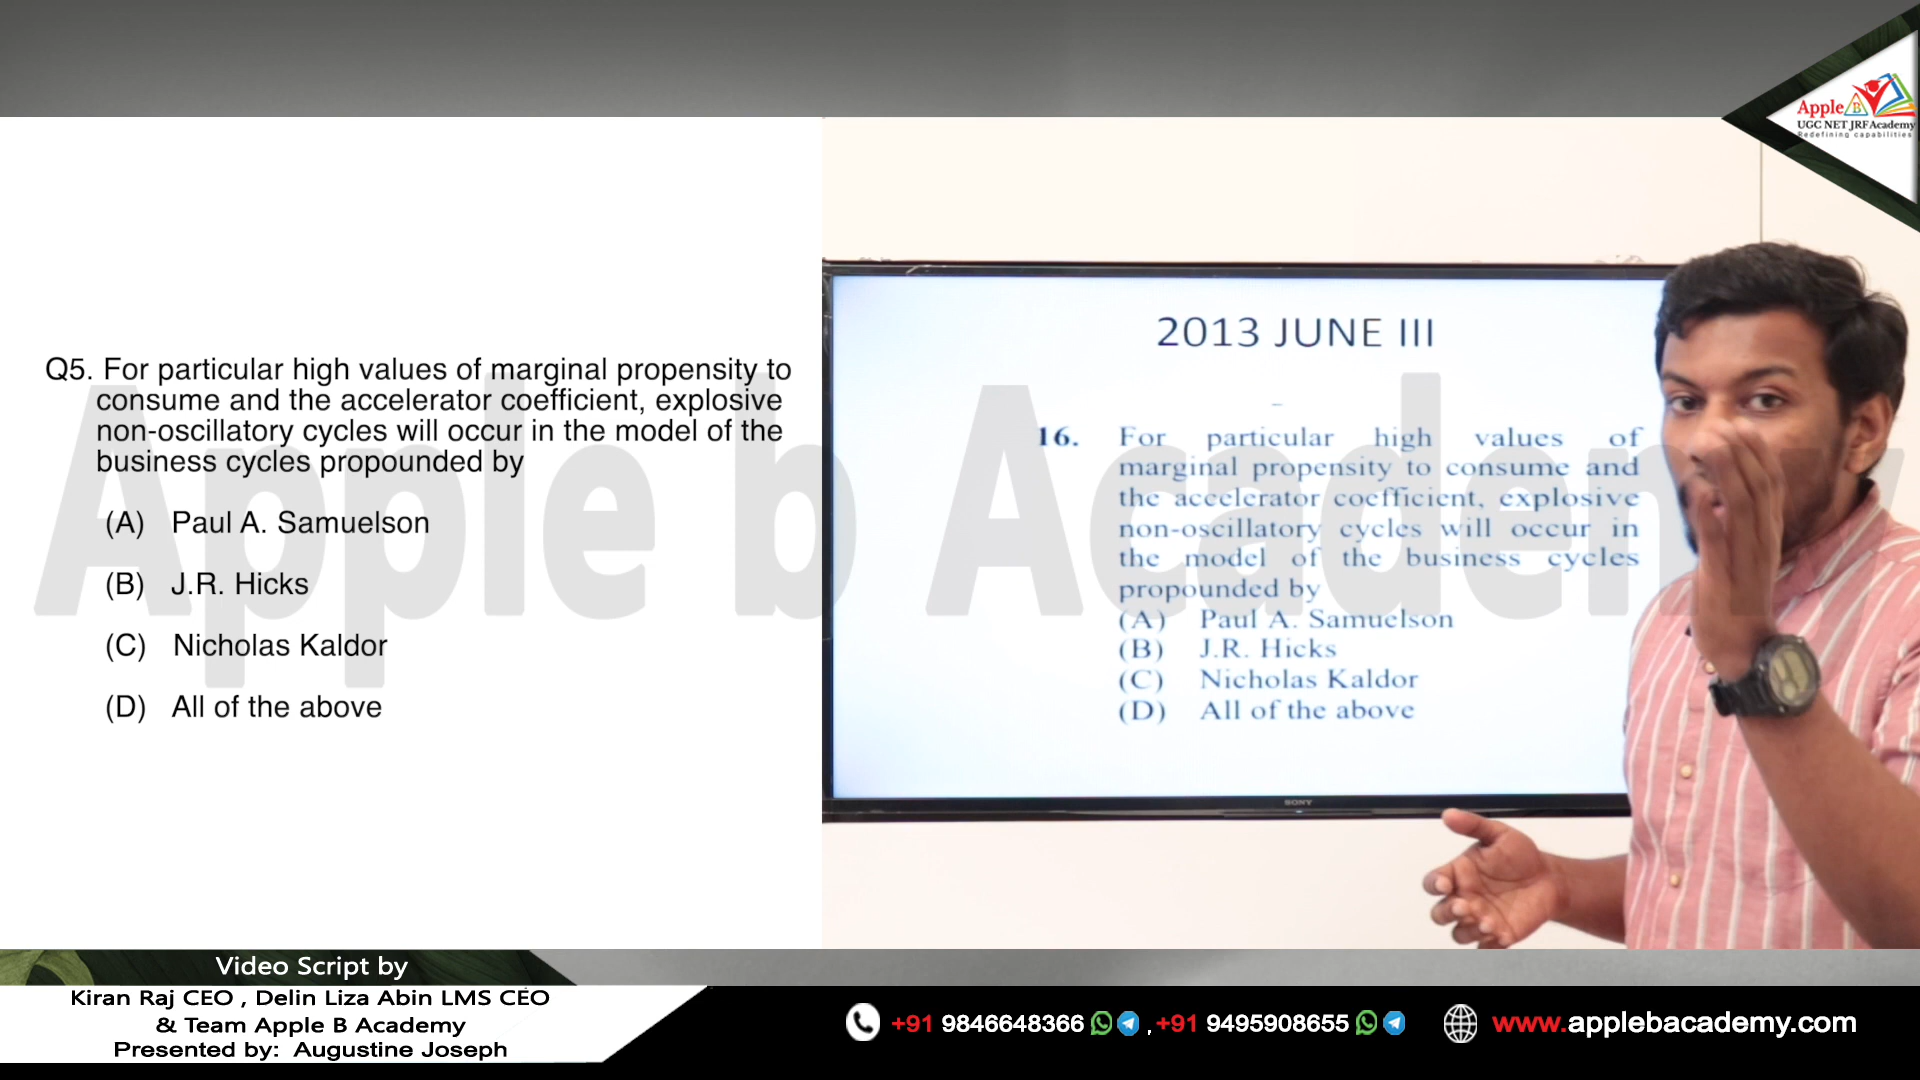 Apple B
UGC NET JRF Academy
Redefining capabilities
Q5. For particular high values of marginal propensity to
consume and the accelerator coefficient, explosive
non-oscillatory cycles will occur in the model of the
business cycles propounded by
(A) Paul A. Samuelson
(B) J.R. Hicks
(C) Nicholas Kaldor
(D) All of the above
2013 JUNE III
16. For particular high values of
marginal propensity to consume and
the accelerator coefficient, explosive
non-oscillatory cycles will occur in
the model of the business cycles
propounded by
(A) Paul A. Samuelson
(B) J.R. Hicks
(C) Nicholas Kaldor
(D) All of the above
SONY
Apple b Academy
Video Script by
Kiran Raj CEO , Delin Liza Abin LMS CEO
& Team Apple B Academy
Presented by: Augustine Joseph
+91 9846648366 , +91 9495908655 www.applebacademy.com